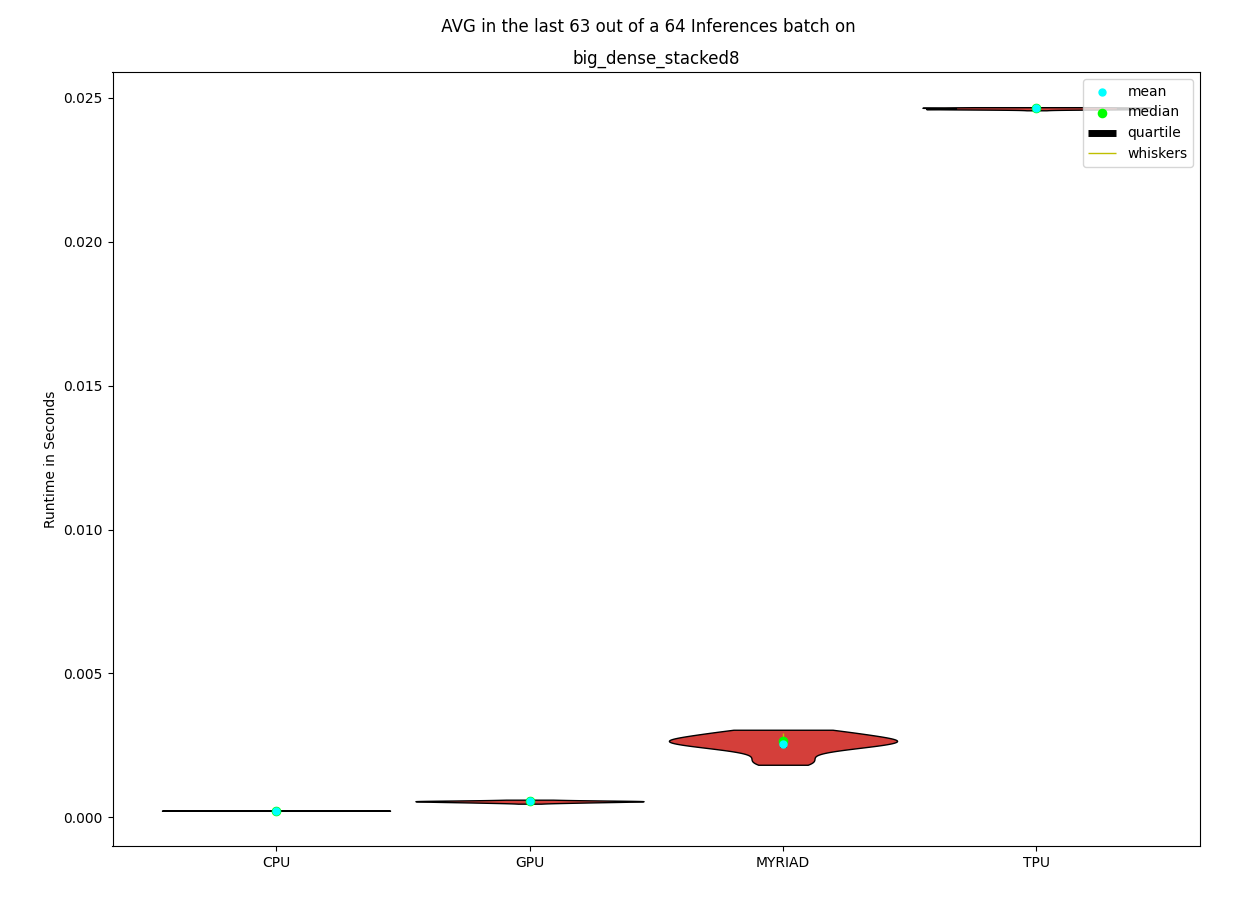 AVG in the last 63 out of a 64 Inferences batch on
big_dense_stacked8
mean
median
quartile
whiskers
0.025
0.020
0.015
0.010
0.005
0.000
Runtime in Seconds
CPU GPU MYRIAD TPU